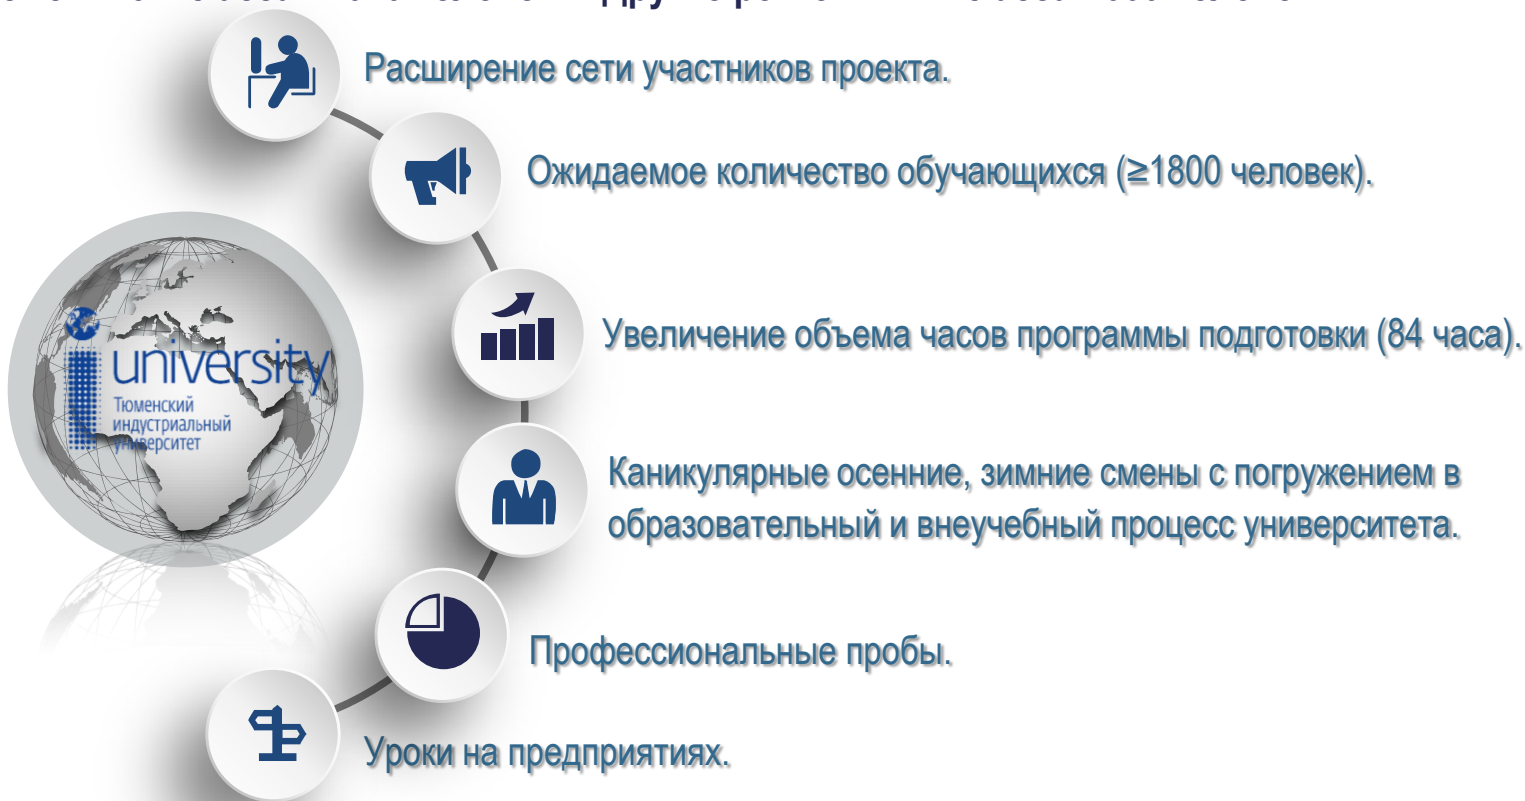 Расширение сети участников проекта.
Ожидаемое количество обучающихся (≥1800 человек).
Увеличение объема часов программы подготовки (84 часа).
university
Тюменский
индустриальный
университет
Каникулярные осенние, зимние смены с погружением в
образовательный и внеучебный процесс университета.
Профессиональные пробы.
Уроки на предприятиях.